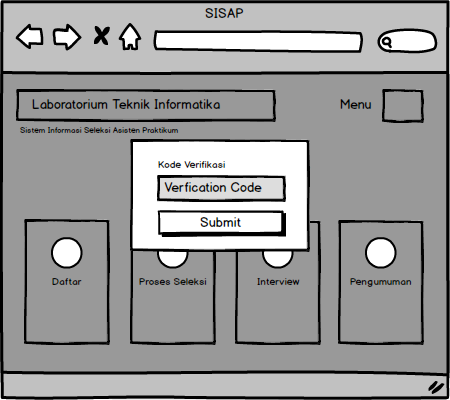 SISAP
Laboratorium Teknik Informatika
Menu
Sistem Informasi Seleksi Asisten Praktikum
Kode Verifikasi
Verfication Code
Submit
Daftar
Proses Seleksi
Interview
Pengumuman